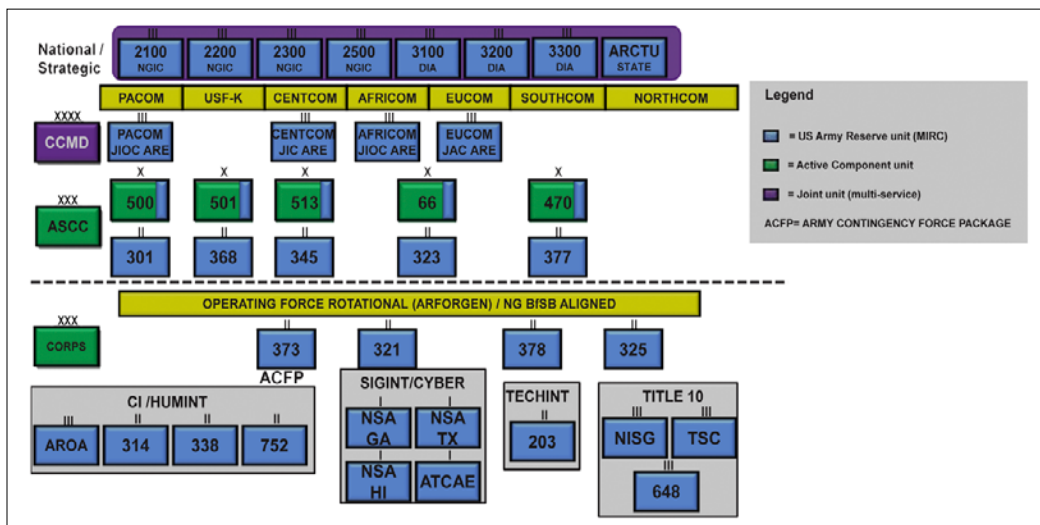 III III III III III III III
National /
Strategic
2100
NGIC
2200
NGIC
2300
NGIC
2500
NGIC
3100
DIA
3200
DIA
3300
DIA
ARCTU
STATE
PACOM USF-K CENTCOM AFRICOM EUCOM SOUTHCOM NORTHCOM
XXXX
CCMD
III
PACOM
JIOC ARE
III
CENTCOM
JIC ARE
III
AFRICOM
JIOC ARE
III
EUCOM
JAC ARE
XXX
ASCC
X X X X X
500 501 513 66 470
II II II II II
301 368 345 323 377
OPERATING FORCE ROTATIONAL (ARFORGEN) / NG BfSB ALIGNED
XXX
CORPS
II II II II
373 321 378 325
ACFP
CI /HUMINT
III II II II
AROA 314 338 752
SIGINT/CYBER
I I
NSA
GA
NSA
TX
I I
NSA
HI
ATCAE
TECHINT
II
203
TITLE 10
III III
NISG TSC
III
648
Legend
= US Army Reserve unit (MIRC)
= Active Component unit
= Joint unit (multi-service)
ACFP= ARMY CONTINGENCY FORCE PACKAGE